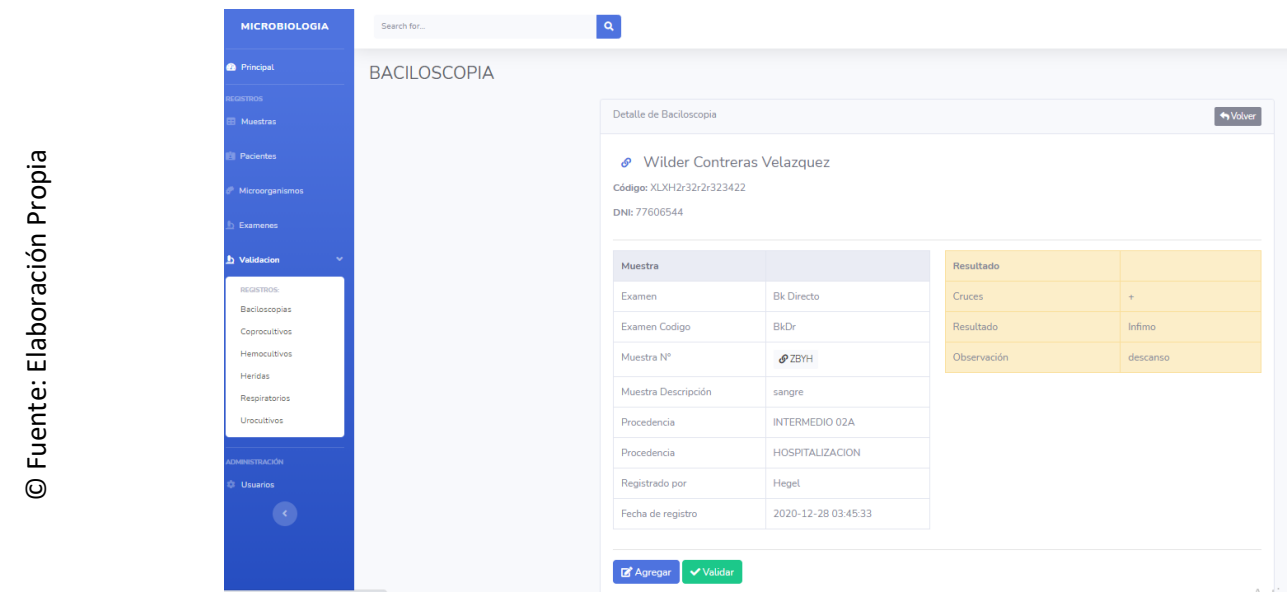 © Fuente: Elaboración Propia
MICROBIOLOGIA
Search for...
Principal
REGISTROS
Muestras
Pacientes
Microorganismos
Examenes
Validacion
REGISTROS:
Baciloscopias
Coprocultivos
Hemocultivos
Heridas
Respiratorios
Urocultivos
ADMINISTRACIÓN
Usuarios
BACILOSCOPIA
Detalle de Baciloscopia
Volver
Wilder Contreras Velazquez
Código: XLXH2r32r2r323422
DNI: 77606544
Muestra
Examen Bk Directo
Examen Codigo BkDr
Muestra N° ZBYH
Muestra Descripción sangre
Procedencia INTERMEDIO 02A
Procedencia HOSPITALIZACION
Registrado por Hegel
Fecha de registro 2020-12-28 03:45:33
Resultado
Cruces +
Resultado Infimo
Observación descanso
Agregar Validar